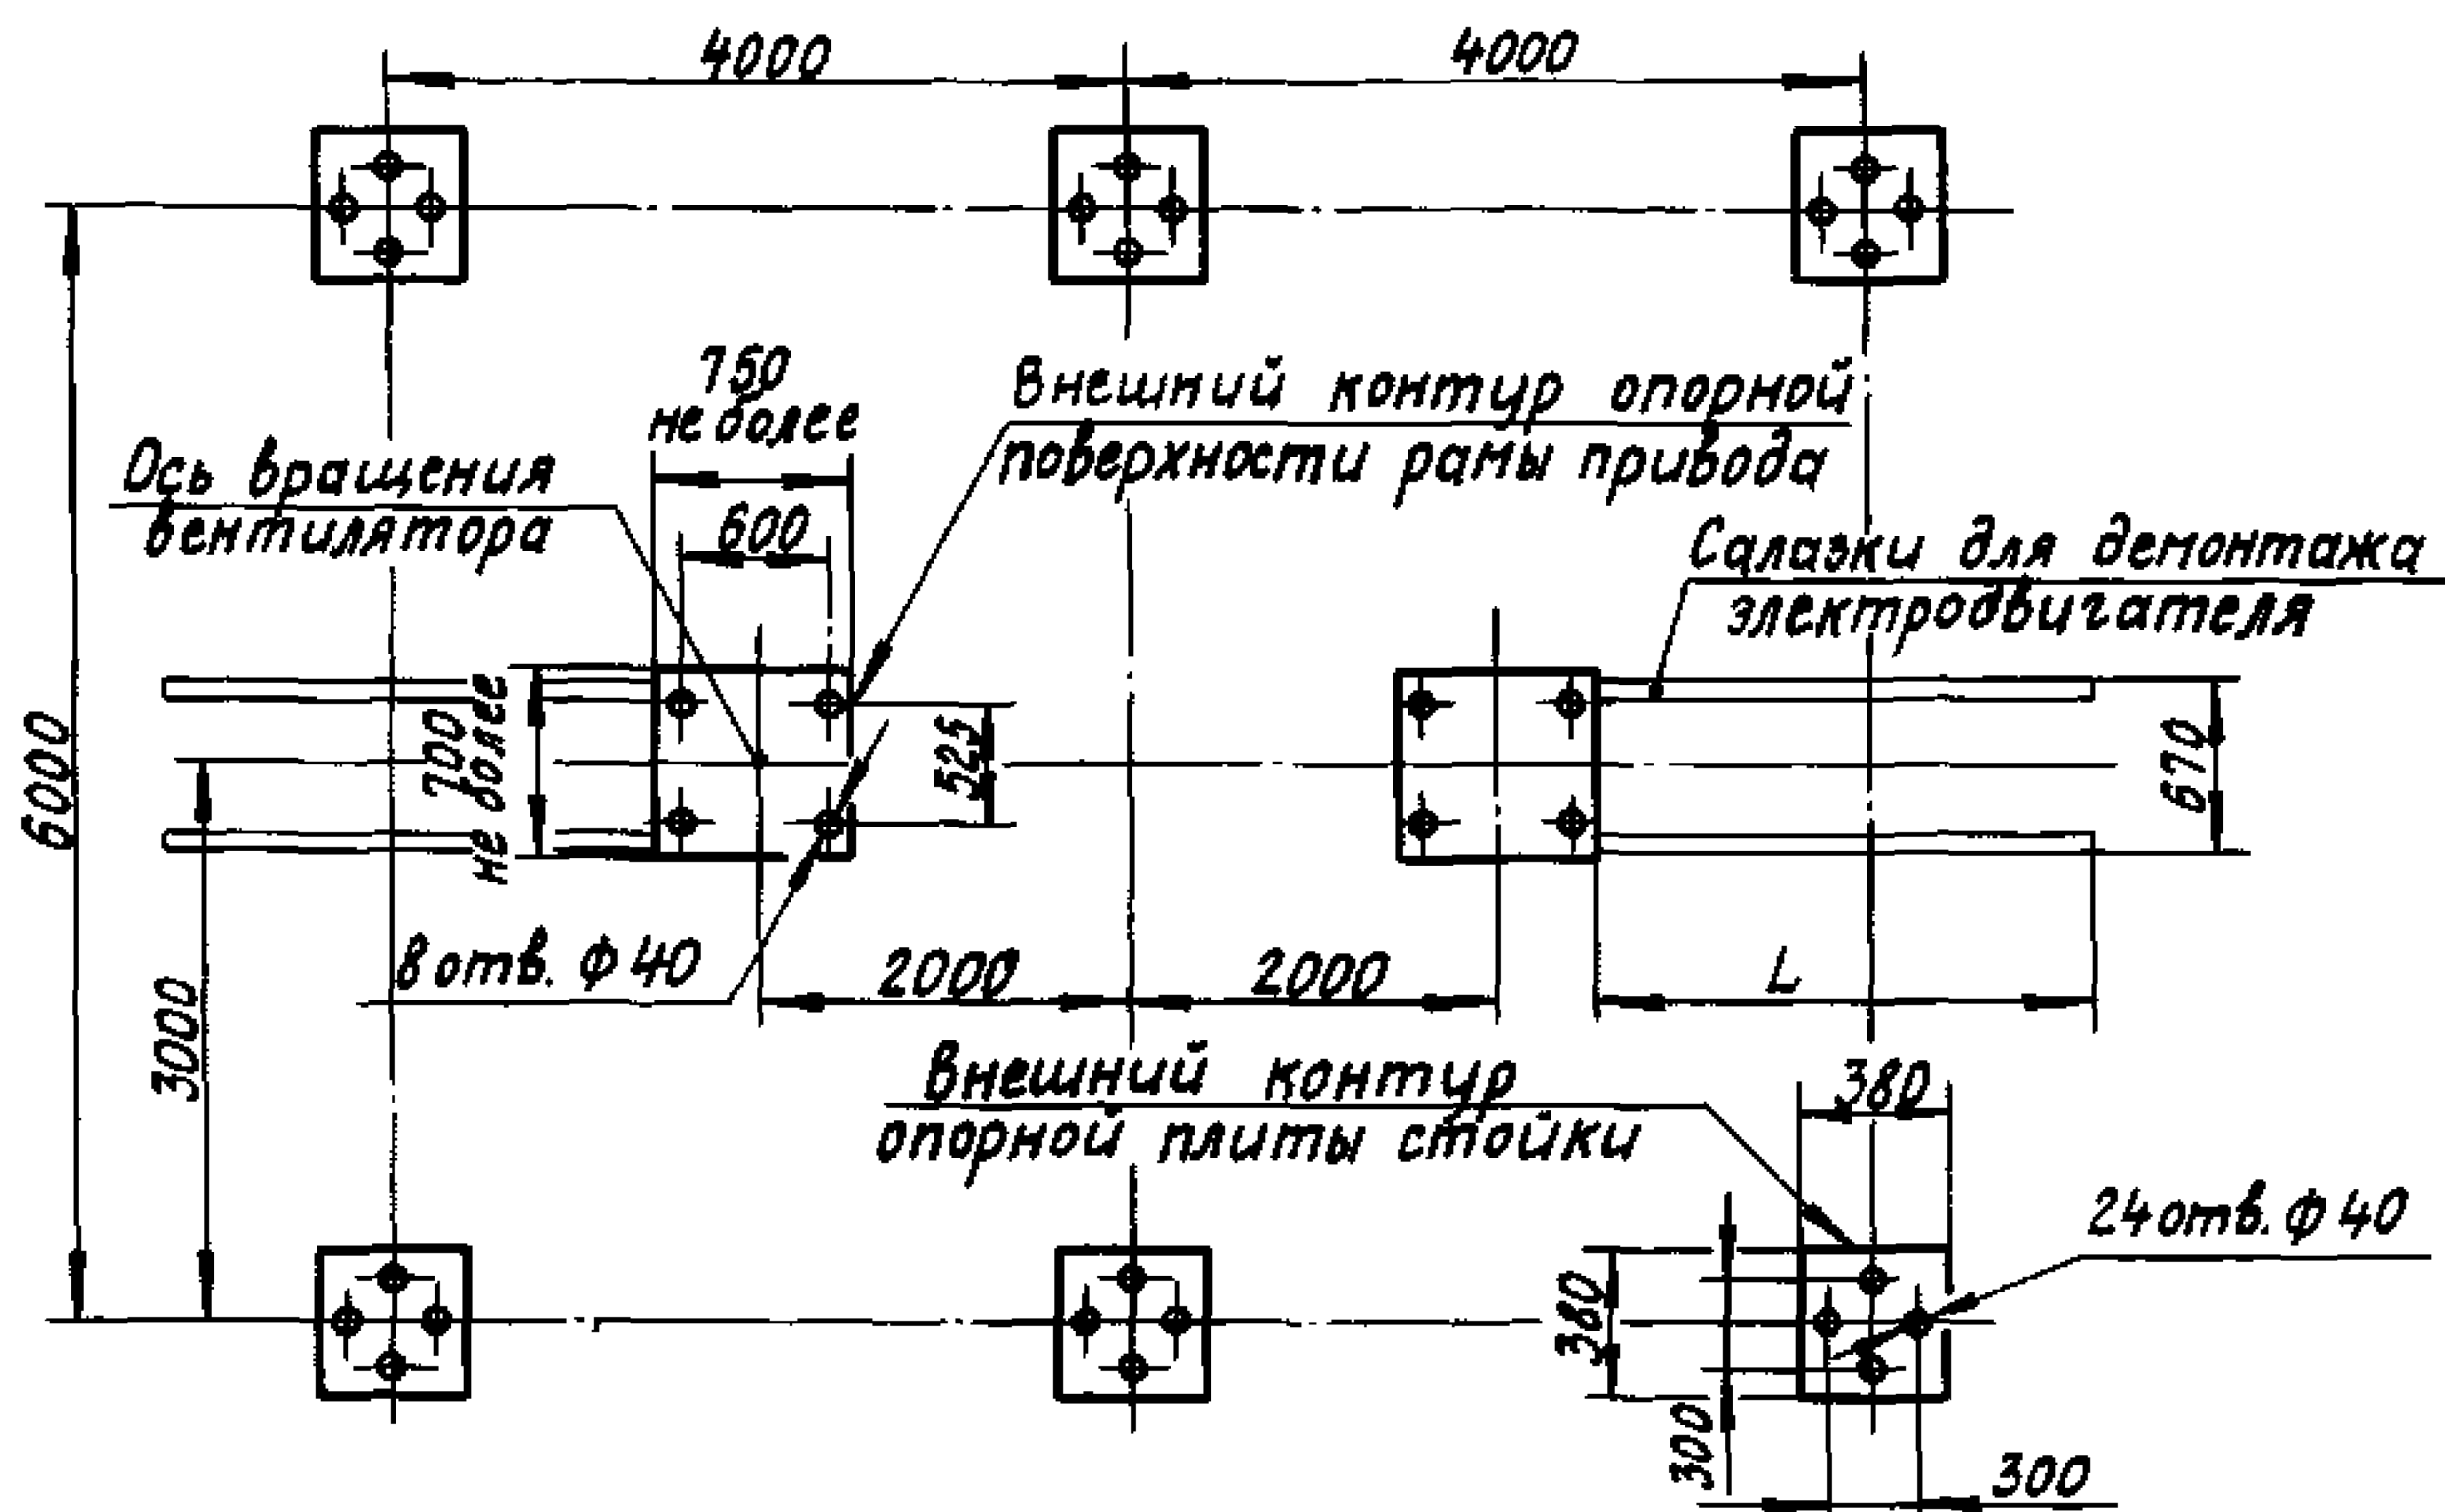 4000
4000
750
не более
Внешний контур опорной
поверхности рамы привода
Ось вращения
вентилятора
600
Салазки для демонтажа
электродвигателя
6000
700
не более
525
670
3000
8 отв. ϕ 40
2000
2000
L
Внешний контур
опорной плиты стойки
380
24 отв. ϕ 40
380
300
300